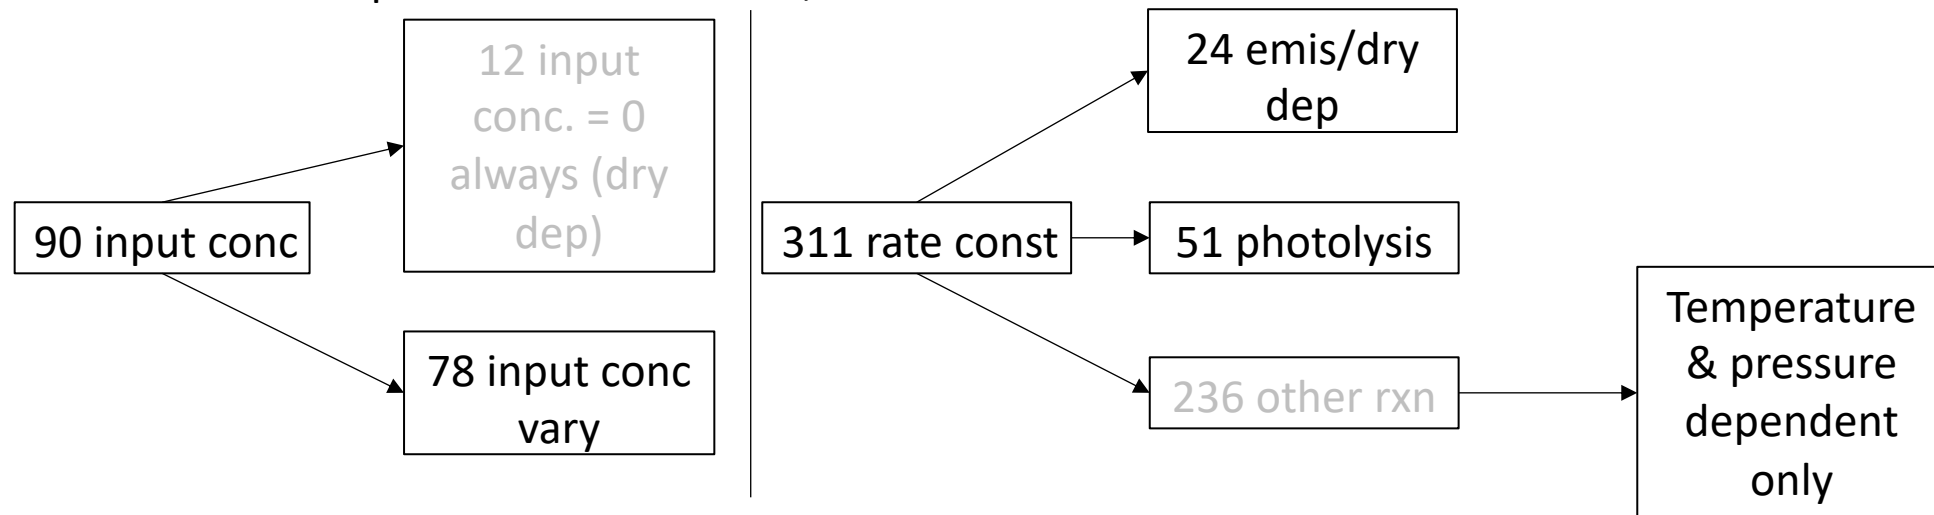 90 input conc
12 input
conc. = 0
always (dry
dep)
78 input conc
vary
311 rate const
24 emis/dry
dep
51 photolysis
236 other rxn
Temperature
& pressure
dependent
only